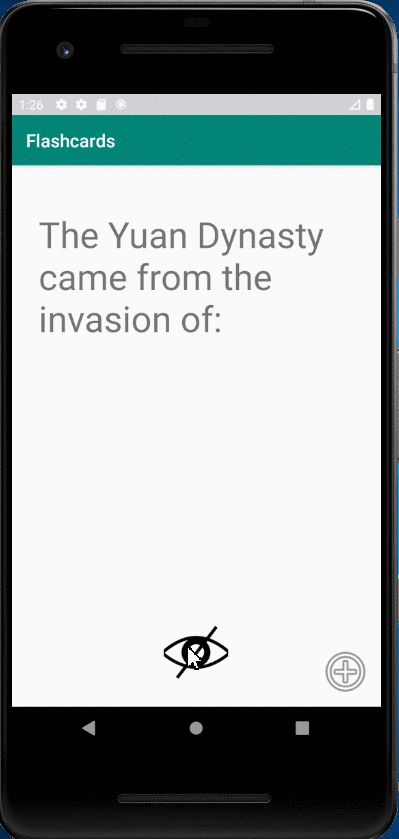 1:26
Flashcards
The Yuan Dynasty
came from the
invasion of: